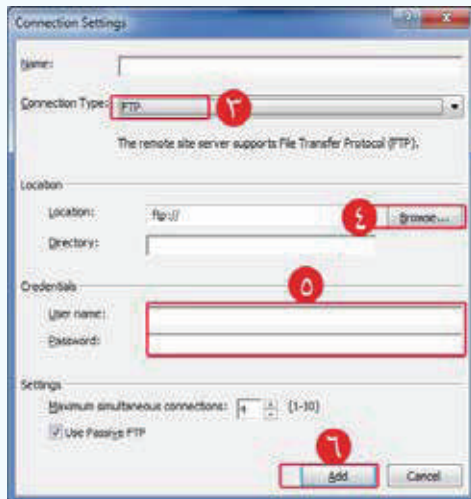 Connection Settings
Name:
Connection Type: FTP ٣
The remote site server supports File Transfer Protocol (FTP).
Location
Location: ftp:// ٤ Browse...
Directory:
Credentials ٥
User name:
Password:
Settings
Maximum simultaneous connections: 4 (1-10)
Use Passive FTP
٦
Add Cancel